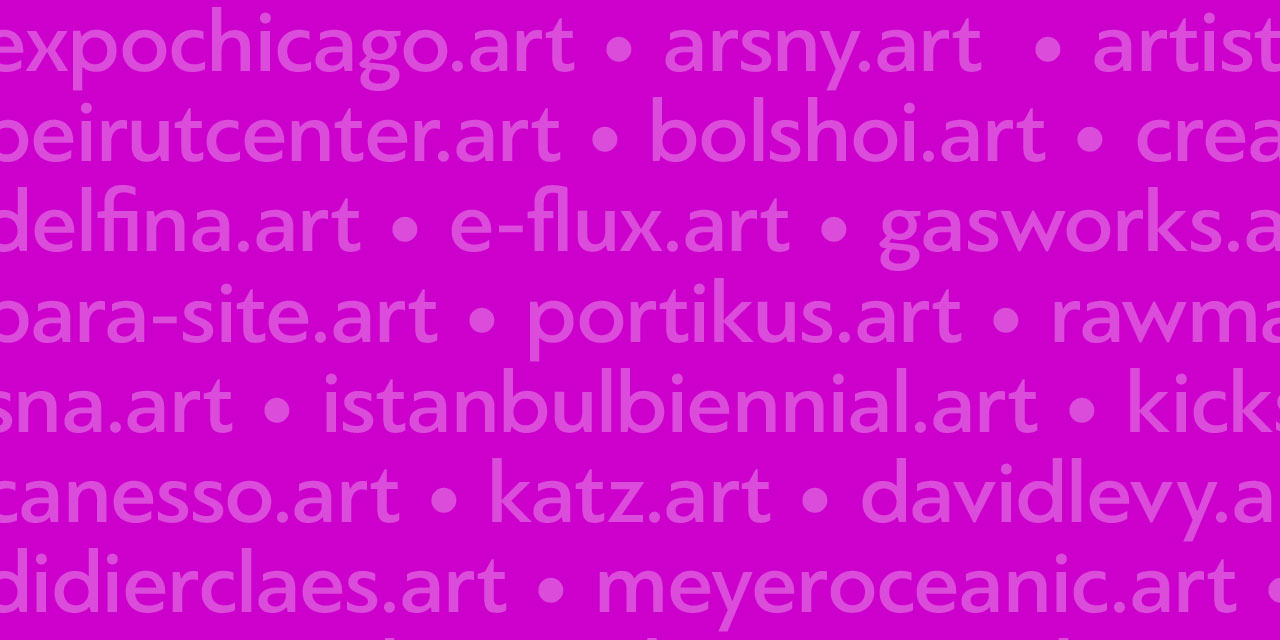 expochicago.art • arsny.art • artist
beirutcenter.art • bolshoi.art • crea
delfina.art • e-flux.art • gasworks.a
para-site.art • portikus.art • rawma
sna.art • istanbulbiennial.art • kicks
canesso.art • katz.art • davidlevy.a
didierclaes.art • meyeroceanic.art •